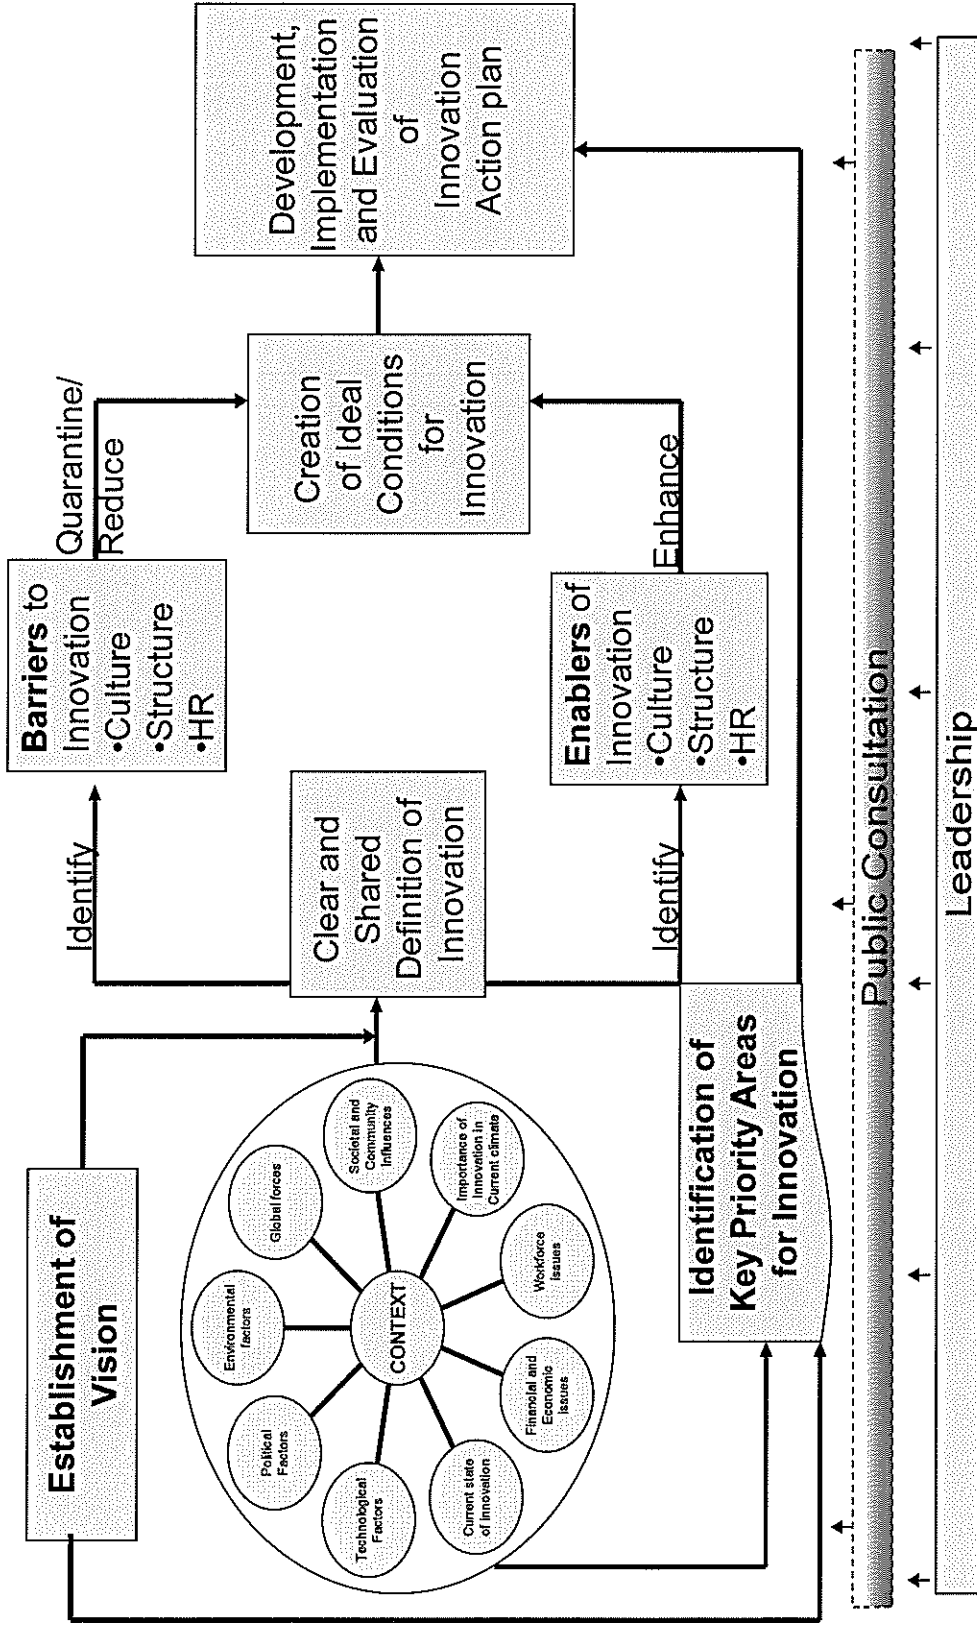 Establishment of
Vision
Environmental
factors
Global forces
Societal and
Community
Influences
Importance of
Innovation in
Current climate
Workforce
Issues
Financial and
Economic
Issues
Current state
of Innovation
Technological
Factors
Political
Factors
CONTEXT
Identification of
Key Priority Areas
for Innovation
Clear and
Shared
Definition of
Innovation
Identify
Identify
Barriers to
Innovation
•Culture
•Structure
•HR
Enablers of
Innovation
•Culture
•Structure
•HR
Quarantine/
Reduce
Enhance
Creation
of Ideal
Conditions
for
Innovation
Development,
Implementation
and Evaluation
of
Innovation
Action plan
Public Consultation
Leadership